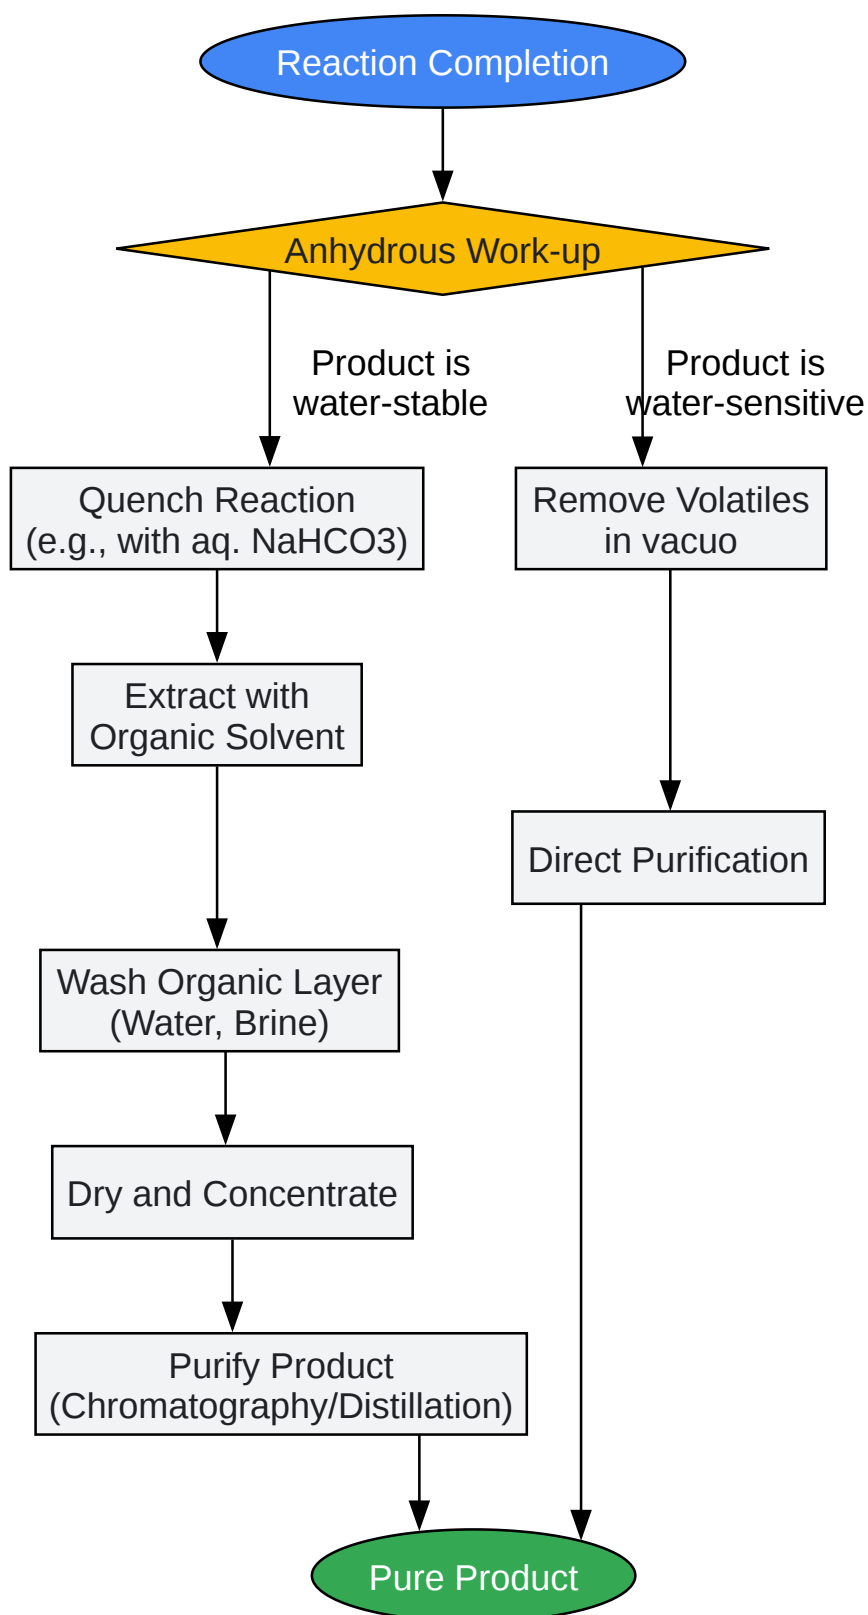 Reaction Completion
Anhydrous Work-up
Product is
water-stable
Product is
water-sensitive
Quench Reaction
(e.g., with aq. NaHCO3)
Remove Volatiles
in vacuo
Extract with
Organic Solvent
Direct Purification
Wash Organic Layer
(Water, Brine)
Dry and Concentrate
Purify Product
(Chromatography/Distillation)
Pure Product